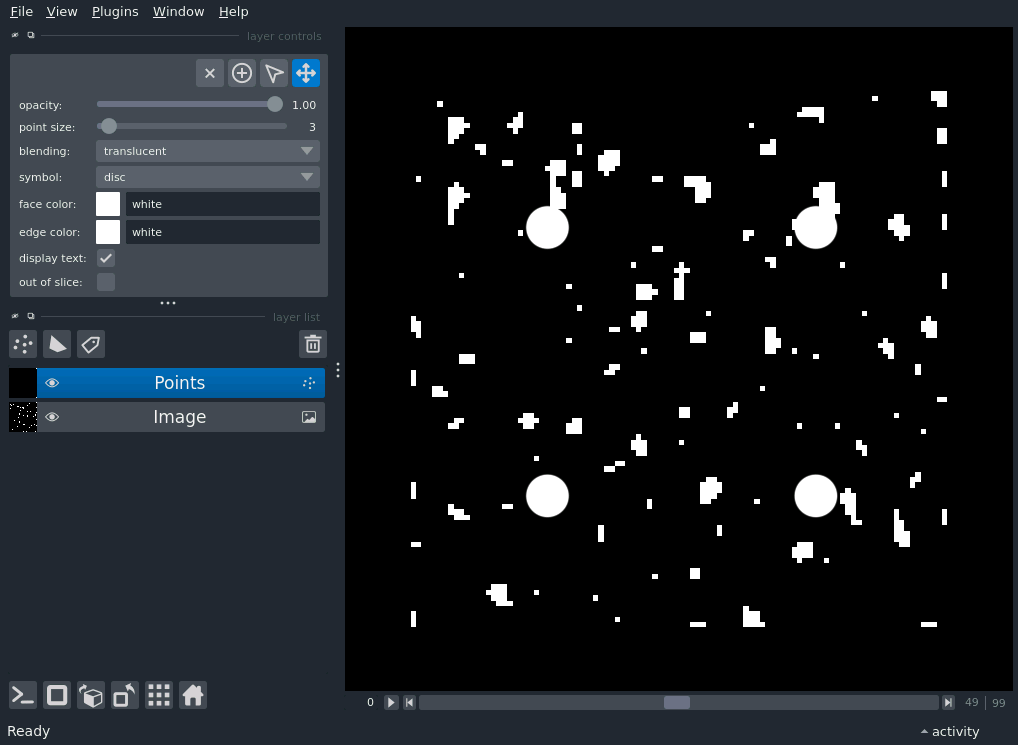 File View Plugins Window Help
layer controls
opacity: 1.00
point size: 3
blending: translucent
symbol: disc
face color: white
edge color: white
display text:
out of slice:
layer list
Points
Image
0 49 | 99
Ready activity